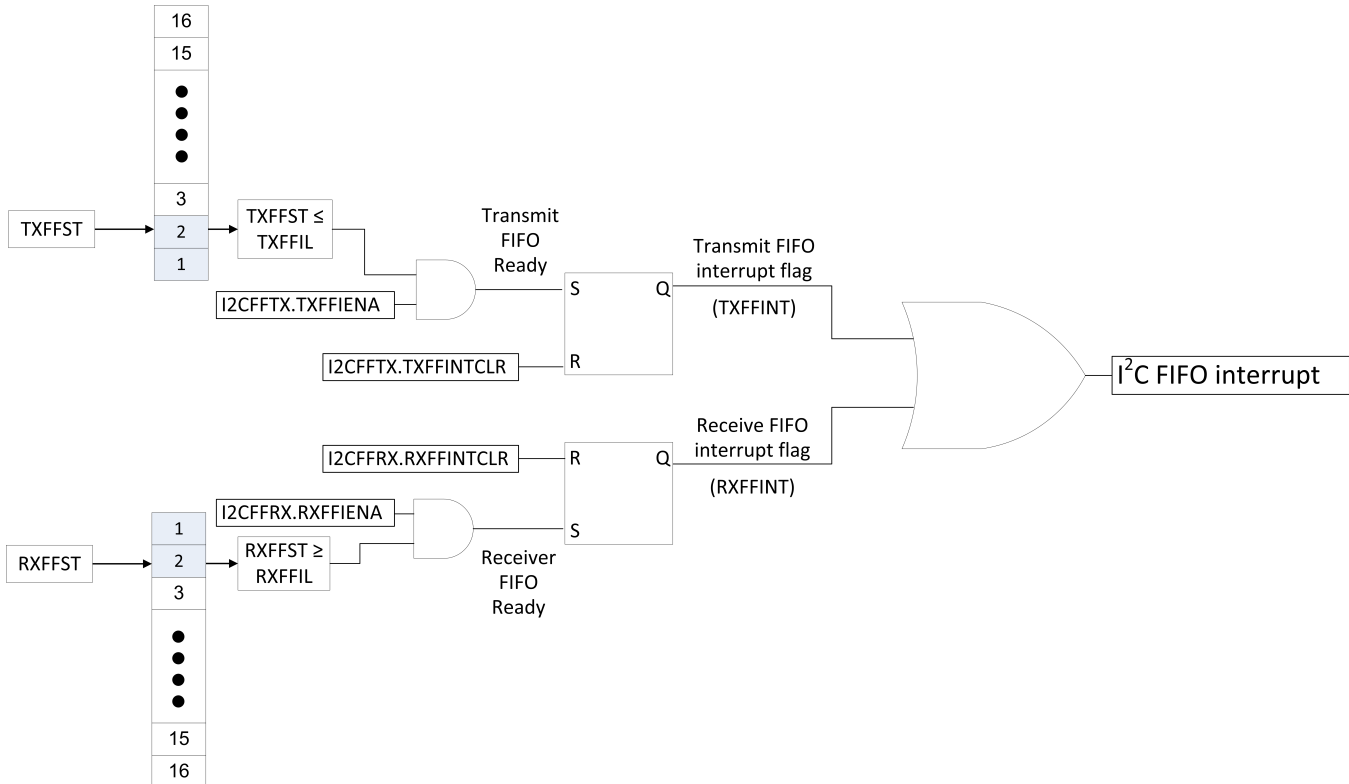 16
15
3
2
1
TXFFST
TXFFST ≤
TXFFIL
I2CFFTX.TXFFIENA
Transmit
FIFO
Ready
S
Q
R
I2CFFTX.TXFFINTCLR
Transmit FIFO
interrupt flag
(TXFFINT)
I²C FIFO interrupt
Receive FIFO
interrupt flag
(RXFFINT)
I2CFFRX.RXFFINTCLR
R
Q
S
I2CFFRX.RXFFIENA
RXFFST ≥
RXFFIL
Receiver
FIFO
Ready
RXFFST
1
2
3
15
16